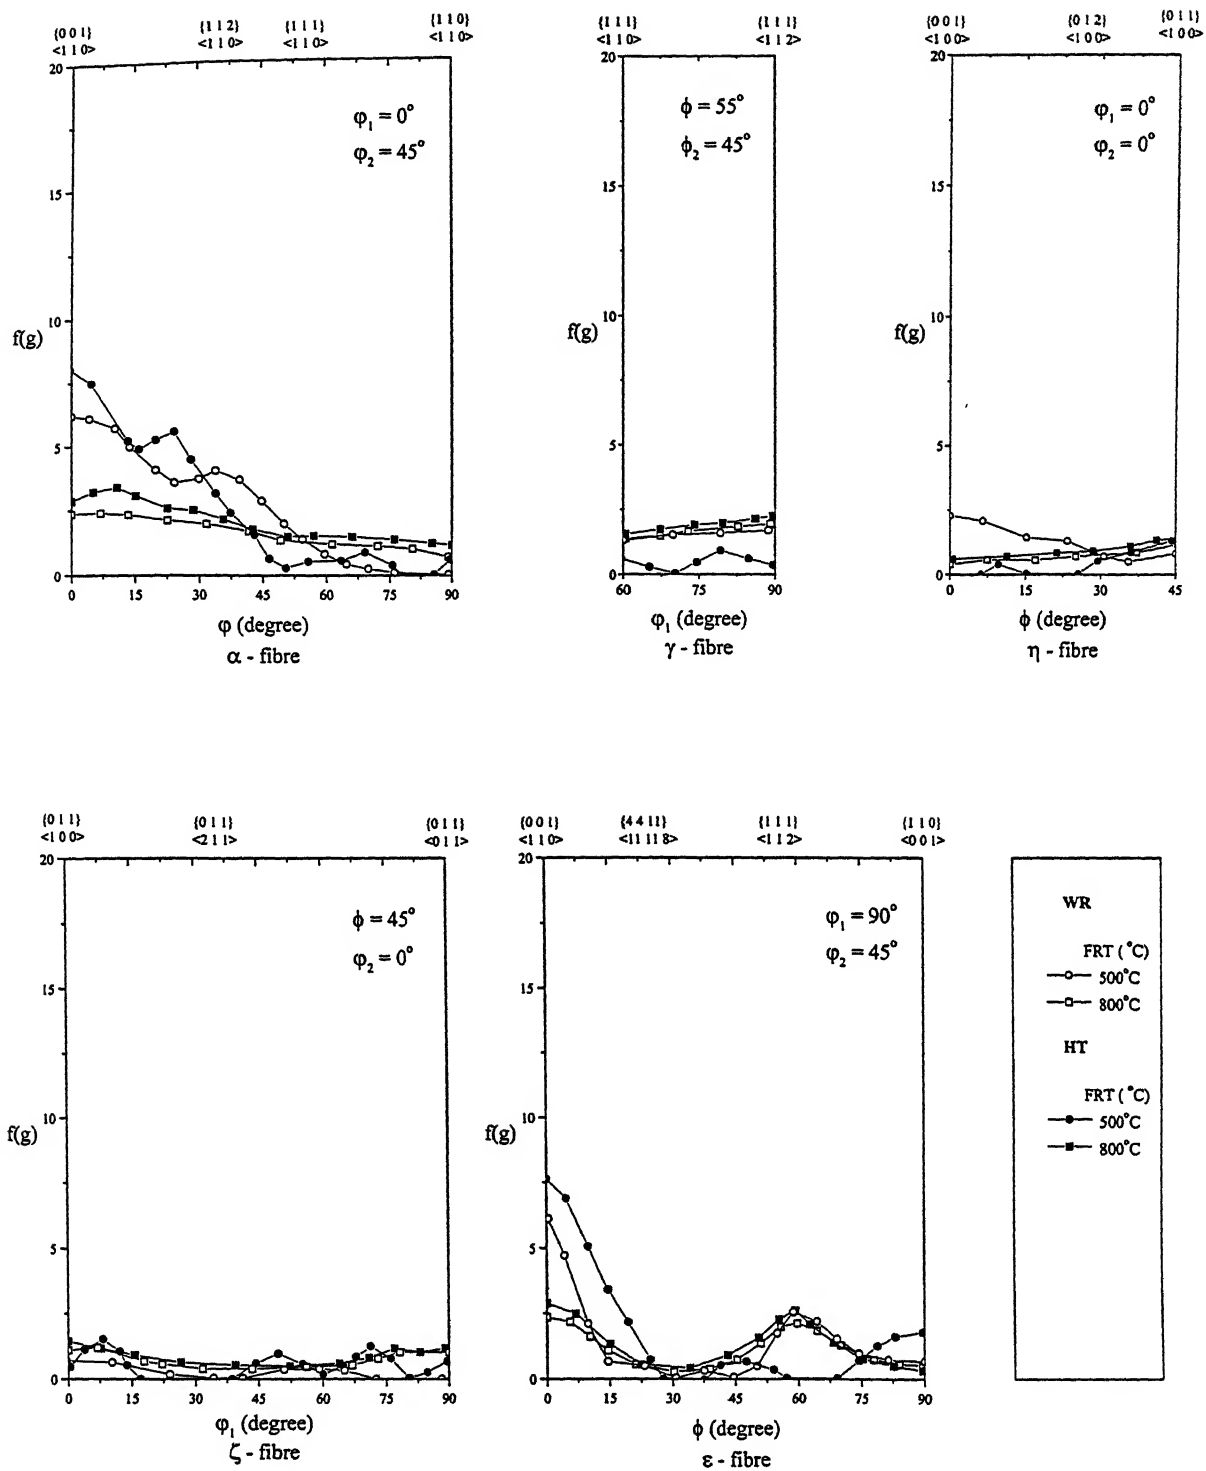 {0 0 1}
<1 1 0>
{1 1 2}
<1 1 0>
{1 1 1}
<1 1 0>
{1 1 0}
<1 1 0>
20
15
10
5
0
f(g)
φ₁ = 0°
φ₂ = 45°
0 15 30 45 60 75 90
φ (degree)
α - fibre
{1 1 1}
<1 1 0>
{1 1 1}
<1 1 2>
20
15
10
5
0
f(g)
ϕ = 55°
ϕ₂ = 45°
60 75 90
φ₁ (degree)
γ - fibre
{0 0 1}
<1 0 0>
{0 1 2}
<1 0 0>
{0 1 1}
<1 0 0>
20
15
10
5
0
f(g)
φ₁ = 0°
φ₂ = 0°
0 15 30 45
ϕ (degree)
η - fibre
{0 1 1}
<1 0 0>
{0 1 1}
<2 1 1>
{0 1 1}
<0 1 1>
20
15
10
5
0
f(g)
ϕ = 45°
φ₂ = 0°
0 15 30 45 60 75 90
φ₁ (degree)
ζ - fibre
{0 0 1}
<1 1 0>
{4 4 11}
<11 11 8>
{1 1 1}
<1 1 2>
{1 1 0}
<0 0 1>
20
15
10
5
0
f(g)
φ₁ = 90°
φ₂ = 45°
0 15 30 45 60 75 90
ϕ (degree)
ε - fibre
WR
FRT (°C)
500°C
800°C
HT
FRT (°C)
500°C
800°C